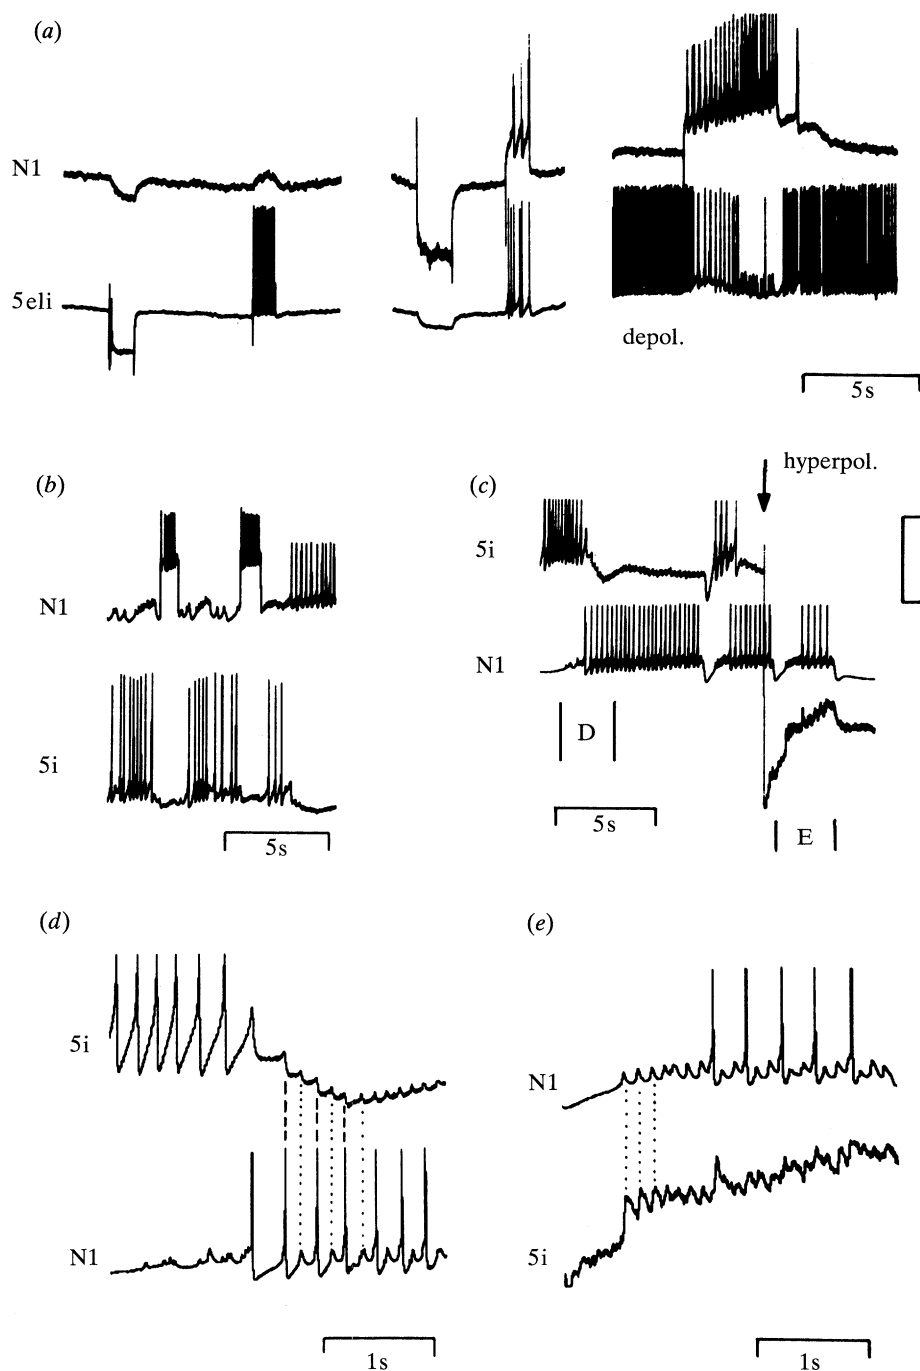 (a)
N1
5eli
depol.
5s
(b)
N1
5i
5s
(c)
hyperpol.
5i
N1
D
5s
E
(d)
5i
N1
1s
(e)
N1
5i
1s